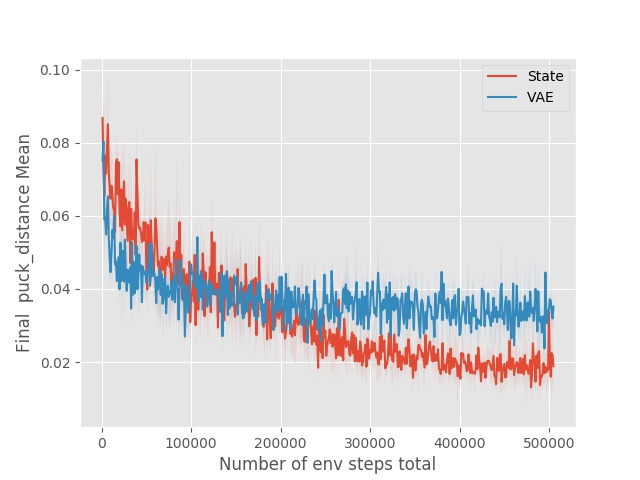 0.10
0.08
0.06
0.04
0.02
Final  puck_distance Mean
State
VAE
0
100000
200000
300000
400000
500000
Number of env steps total